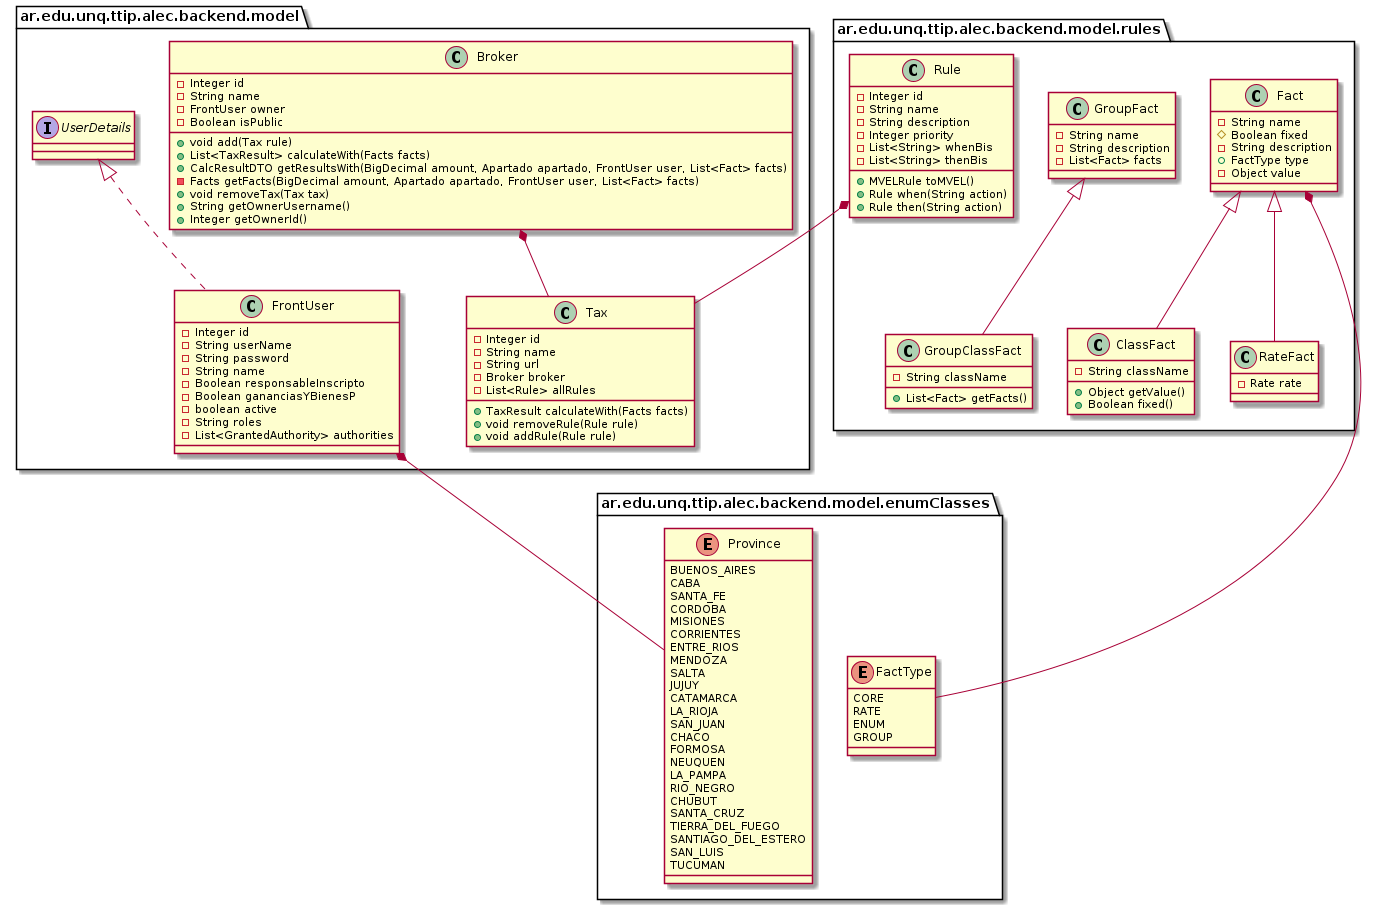 ar.edu.unq.ttip.alec.backend.model
C Broker
Integer id
String name
FrontUser owner
Boolean isPublic
void add(Tax rule)
List<TaxResult> calculateWith(Facts facts)
CalcResultDTO getResultsWith(BigDecimal amount, Apartado apartado, FrontUser user, List<Fact> facts)
Facts getFacts(BigDecimal amount, Apartado apartado, FrontUser user, List<Fact> facts)
void removeTax(Tax tax)
String getOwnerUsername()
Integer getOwnerId()
I UserDetails
C FrontUser
Integer id
String userName
String password
String name
Boolean responsableInscripto
Boolean gananciasYBienesP
boolean active
String roles
List<GrantedAuthority> authorities
C Tax
Integer id
String name
String url
Broker broker
List<Rule> allRules
TaxResult calculateWith(Facts facts)
void removeRule(Rule rule)
void addRule(Rule rule)
ar.edu.unq.ttip.alec.backend.model.rules
C Rule
Integer id
String name
String description
Integer priority
List<String> whenBis
List<String> thenBis
MVELRule toMVEL()
Rule when(String action)
Rule then(String action)
C GroupFact
String name
String description
List<Fact> facts
C Fact
String name
Boolean fixed
String description
FactType type
Object value
C GroupClassFact
String className
List<Fact> getFacts()
C ClassFact
String className
Object getValue()
Boolean fixed()
C RateFact
Rate rate
ar.edu.unq.ttip.alec.backend.model.enumClasses
E Province
BUENOS_AIRES
CABA
SANTA_FE
CORDOBA
MISIONES
CORRIENTES
ENTRE_RIOS
MENDOZA
SALTA
JUJUY
CATAMARCA
LA_RIOJA
SAN_JUAN
CHACO
FORMOSA
NEUQUEN
LA_PAMPA
RIO_NEGRO
CHUBUT
SANTA_CRUZ
TIERRA_DEL_FUEGO
SANTIAGO_DEL_ESTERO
SAN_LUIS
TUCUMAN
E FactType
CORE
RATE
ENUM
GROUP